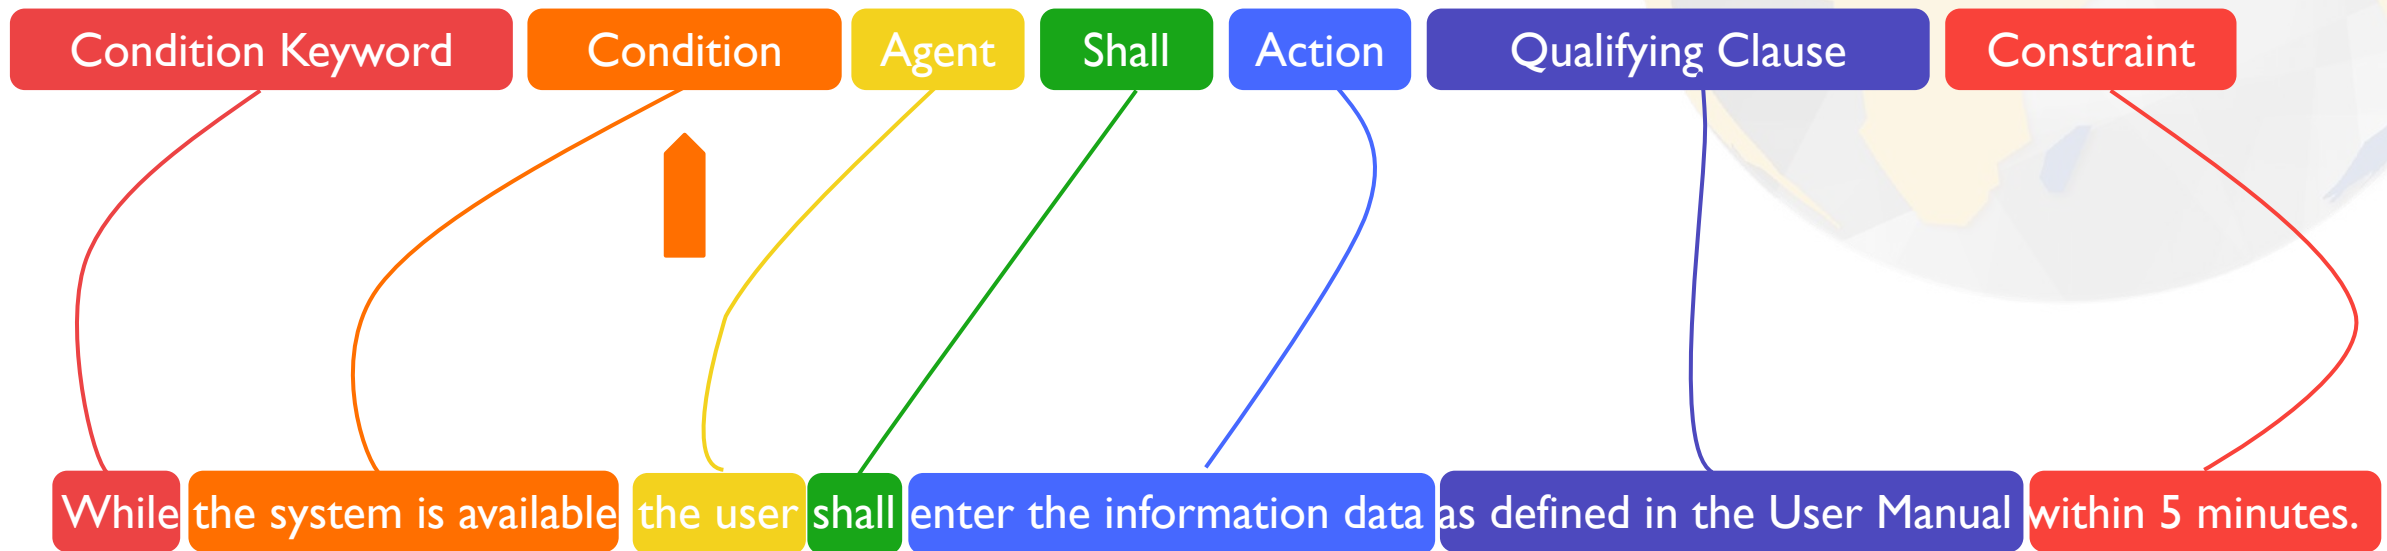 Condition Keyword Condition Agent Shall Action Qualifying Clause Constraint
While the system is available the user shall enter the information data as defined in the User Manual within 5 minutes.